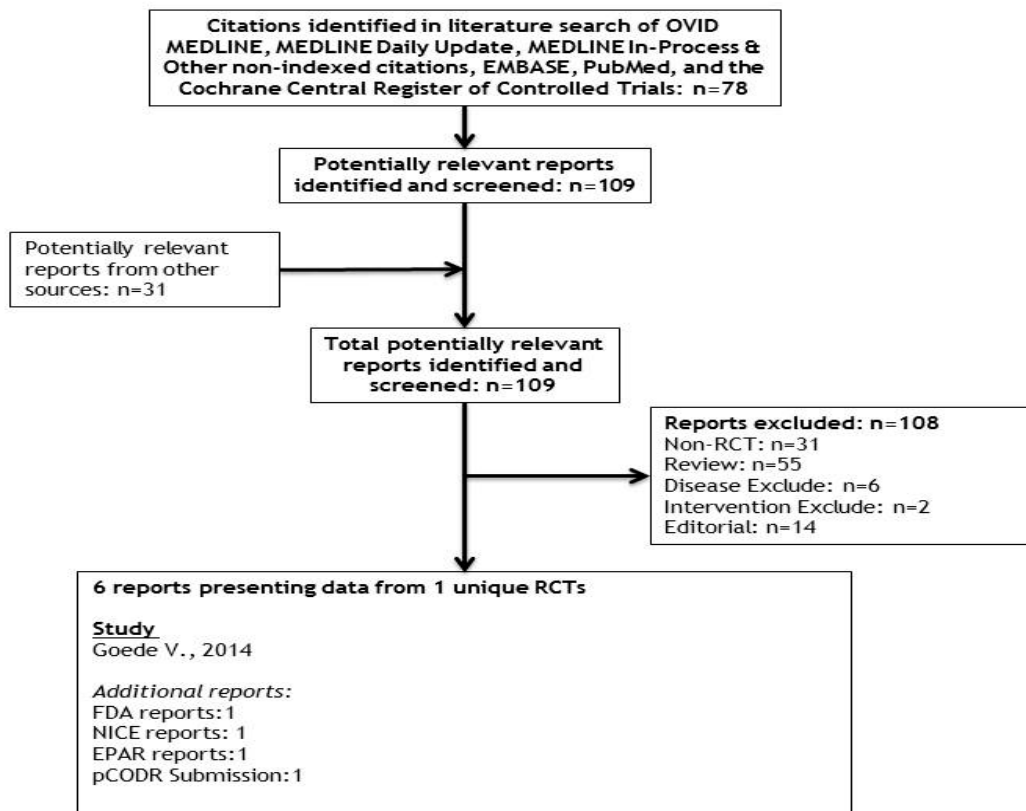 Citations identified in literature search of OVID
MEDLINE, MEDLINE Daily Update, MEDLINE In-Process &
Other non-indexed citations, EMBASE, PubMed, and the
Cochrane Central Register of Controlled Trials: n=78
Potentially relevant reports
identified and screened: n=109
Potentially relevant
reports from other
sources: n=31
Total potentially relevant
reports identified and
screened: n=109
Reports excluded: n=108
Non-RCT: n=31
Review: n=55
Disease Exclude: n=6
Intervention Exclude: n=2
Editorial: n=14
6 reports presenting data from 1 unique RCTs
Study
Goede V., 2014
Additional reports:
FDA reports:1
NICE reports: 1
EPAR reports:1
pCODR Submission:1